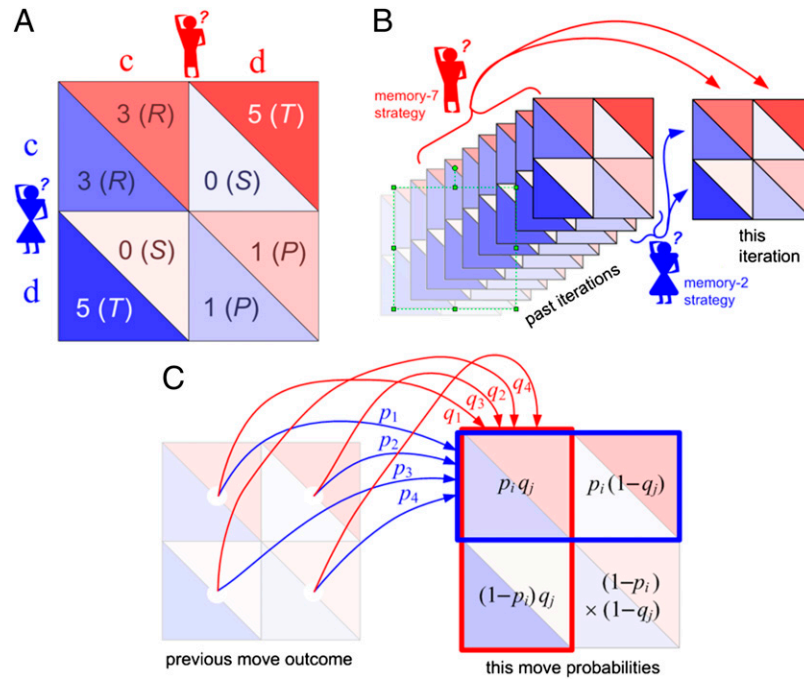 A
?
c
d
c
3 (R)
5 (T)
?
3 (R)
0 (S)
d
0 (S)
1 (P)
5 (T)
1 (P)
B
?
memory-7
strategy
past iterations
?
this
iteration
memory-2
strategy
C
q1
q3
q2
q4
p1
p2
p3
p4
pi qj
pi (1−qj)
(1−pi) qj
(1−pi)
× (1−qj)
previous move outcome
this move probabilities